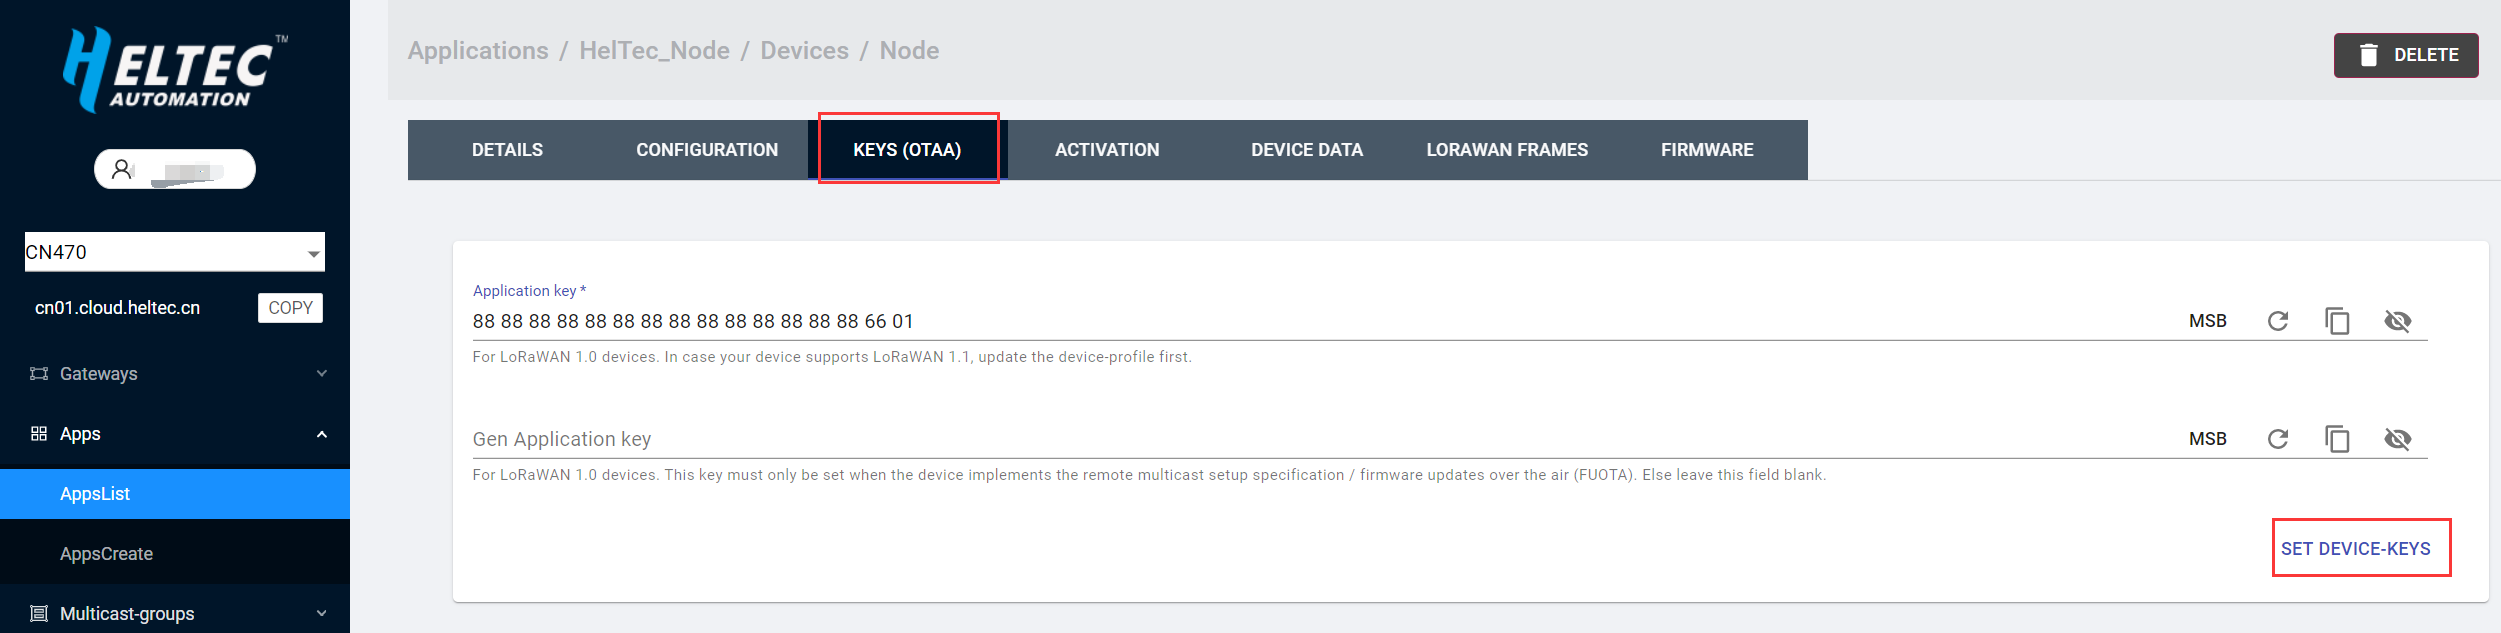 HELTEC TM
AUTOMATION
CN470
cn01.cloud.heltec.cn COPY
Gateways
Apps
AppsList
AppsCreate
Multicast-groups
Applications / HelTec_Node / Devices / Node
DELETE
DETAILS CONFIGURATION KEYS (OTAA) ACTIVATION DEVICE DATA LORAWAN FRAMES FIRMWARE
Application key *
88 88 88 88 88 88 88 88 88 88 88 88 88 88 66 01 MSB
For LoRaWAN 1.0 devices. In case your device supports LoRaWAN 1.1, update the device-profile first.
Gen Application key MSB
For LoRaWAN 1.0 devices. This key must only be set when the device implements the remote multicast setup specification / firmware updates over the air (FUOTA). Else leave this field blank.
SET DEVICE-KEYS